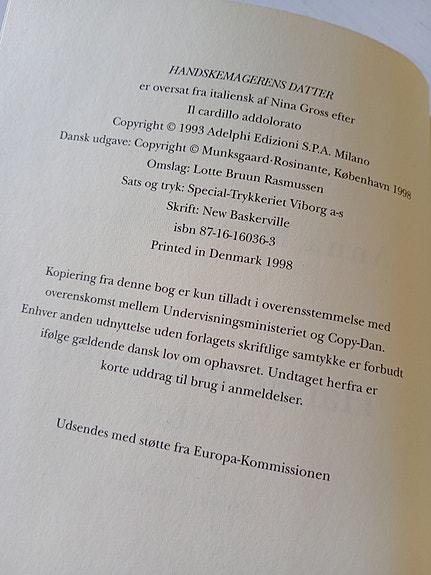 HANDSKEMAGERENS DATTER
er oversat fra italiensk af Nina Gross efter
Il cardillo addolorato
Copyright © 1993 Adelphi Edizioni S.P.A. Milano
Dansk udgave: Copyright © Munksgaard-Rosinante, København 1998
Omslag: Lotte Bruun Rasmussen
Sats og tryk: Special-Trykkeriet Viborg a-s
Skrift: New Baskerville
isbn 87-16-16036-3
Printed in Denmark 1998
Kopiering fra denne bog er kun tilladt i overensstemmelse med
overenskomst mellem Undervisningsministeriet og Copy-Dan.
Enhver anden udnyttelse uden forlagets skriftlige samtykke er forbudt
ifølge gældende dansk lov om ophavsret. Undtaget herfra er
korte uddrag til brug i anmeldelser.
Udsendes med støtte fra Europa-Kommissionen